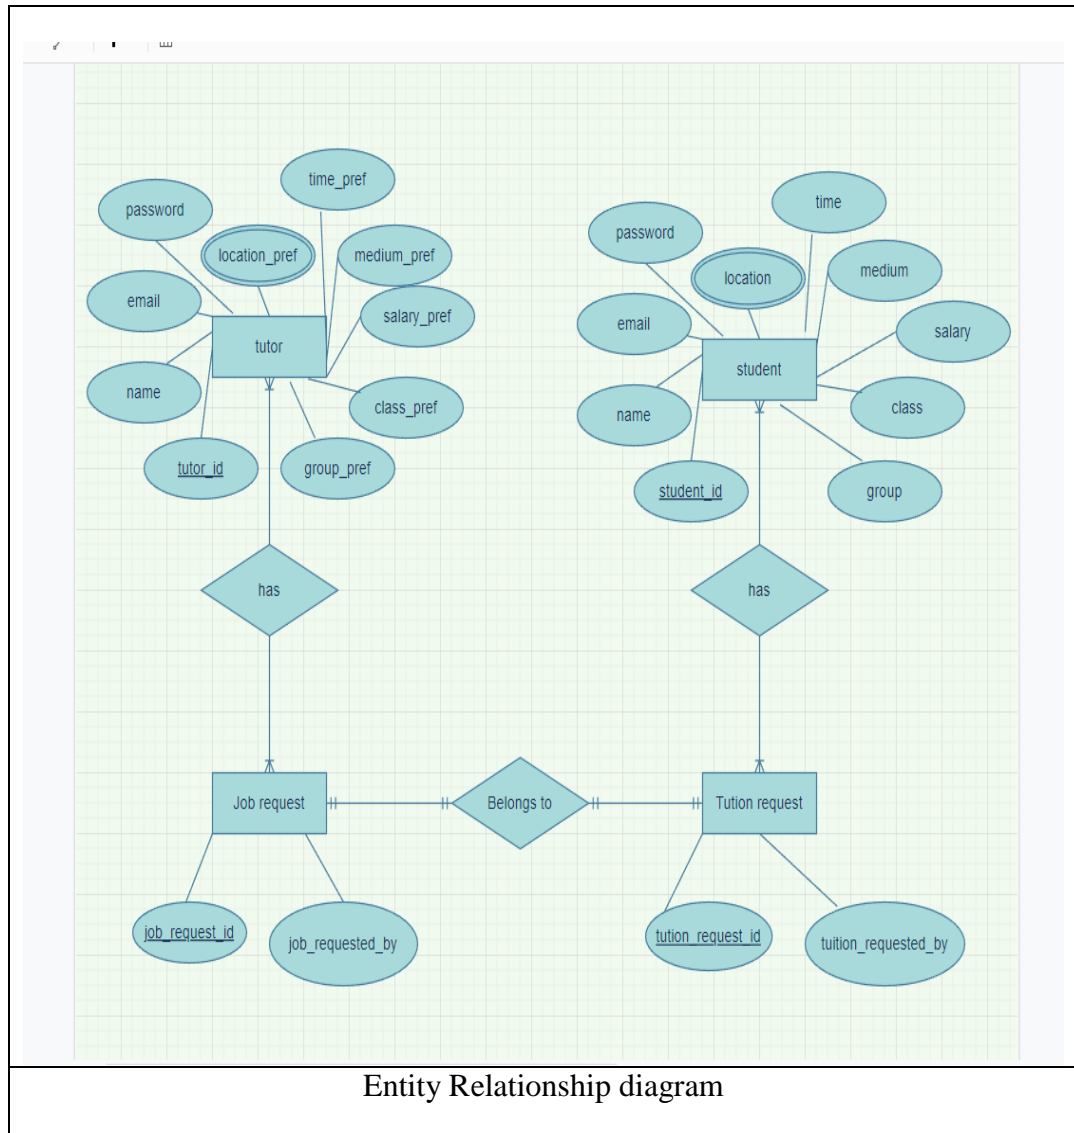 time_pref
password
location_pref
medium_pref
email
salary_pref
tutor
name
class_pref
tutor_id
group_pref
has
time
password
location
medium
email
salary
student
name
class
student_id
group
has
Job request
Belongs to
Tution request
job_request_id
job_requested_by
tution_request_id
tuition_requested_by
Entity Relationship diagram